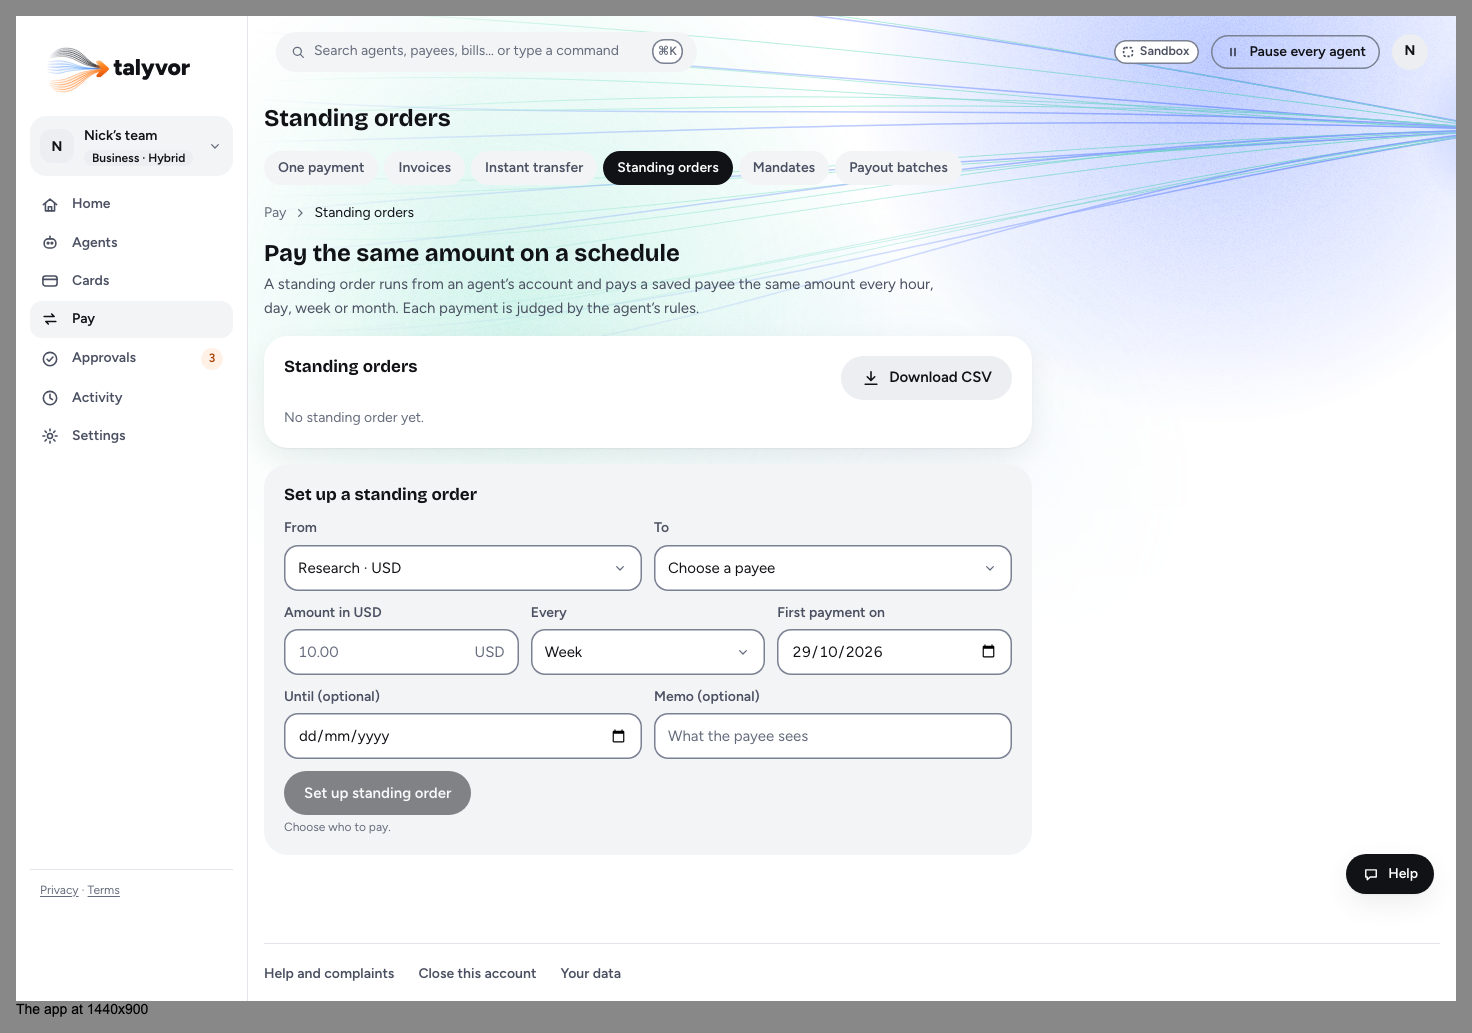 talyvor
Search agents, payees, bills... or type a command
⌘K
Sandbox
Pause every agent
N
N
Nick's team
Business · Hybrid
Home
Agents
Cards
Pay
Approvals
3
Activity
Settings
Privacy · Terms
Standing orders
One payment
Invoices
Instant transfer
Standing orders
Mandates
Payout batches
Pay > Standing orders
Pay the same amount on a schedule
A standing order runs from an agent's account and pays a saved payee the same amount every hour,
day, week or month. Each payment is judged by the agent's rules.
Standing orders
Download CSV
No standing order yet.
Set up a standing order
From
To
Research · USD
Choose a payee
Amount in USD
Every
First payment on
10.00
USD
Week
29/10/2026
Until (optional)
Memo (optional)
dd/mm/yyyy
What the payee sees
Set up standing order
Choose who to pay.
Help
Help and complaints
Close this account
Your data
The app at 1440x900